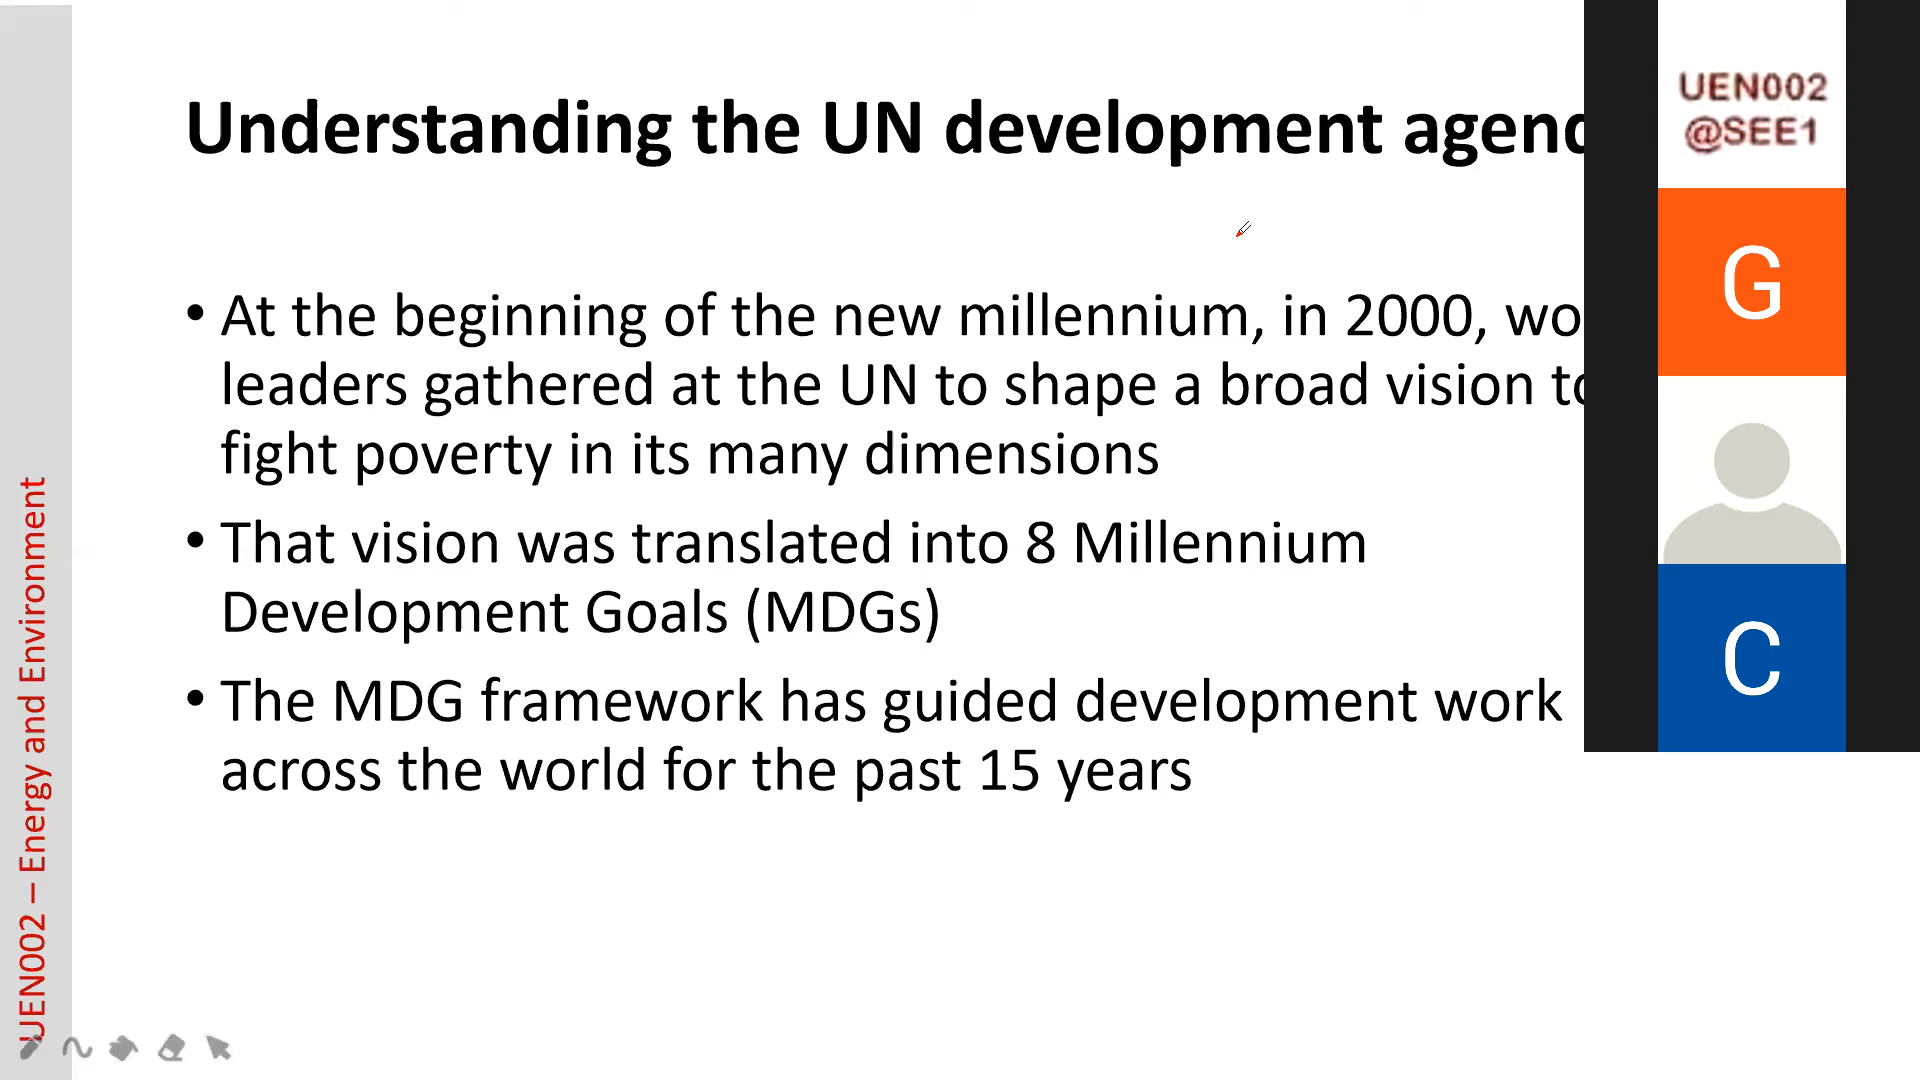 Understanding the UN development agend
• At the beginning of the new millennium, in 2000, wo
leaders gathered at the UN to shape a broad vision to
fight poverty in its many dimensions
• That vision was translated into 8 Millennium
Development Goals (MDGs)
• The MDG framework has guided development work
across the world for the past 15 years
UEN002 – Energy and Environment
UEN002
@SEE1
G
C